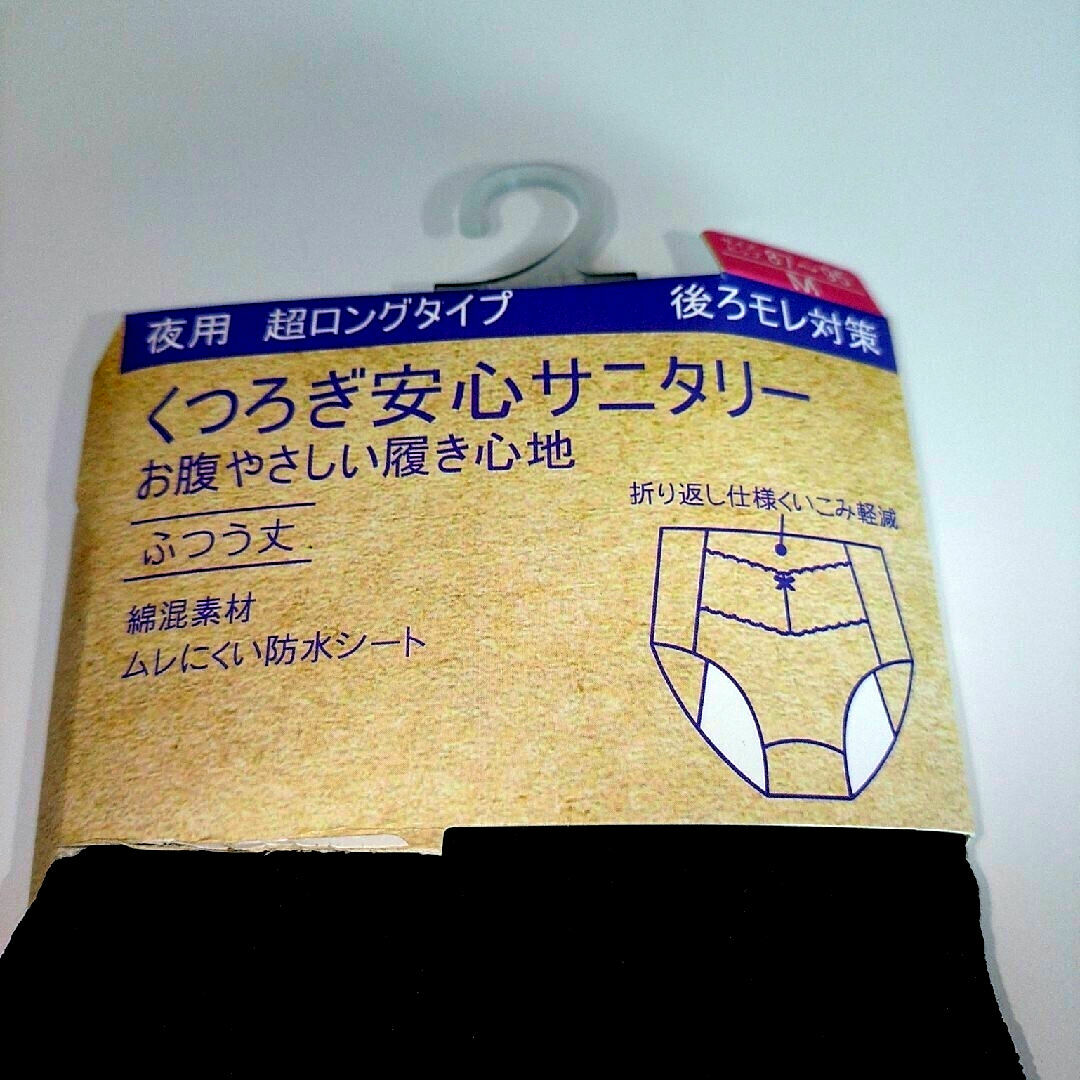 87～95
M
夜用 超ロングタイプ 後ろモレ対策
くつろぎ安心サニタリー
お腹やさしい履き心地
折り返し仕様くいこみ軽減
ふつう丈
綿混素材
ムレにくい防水シート